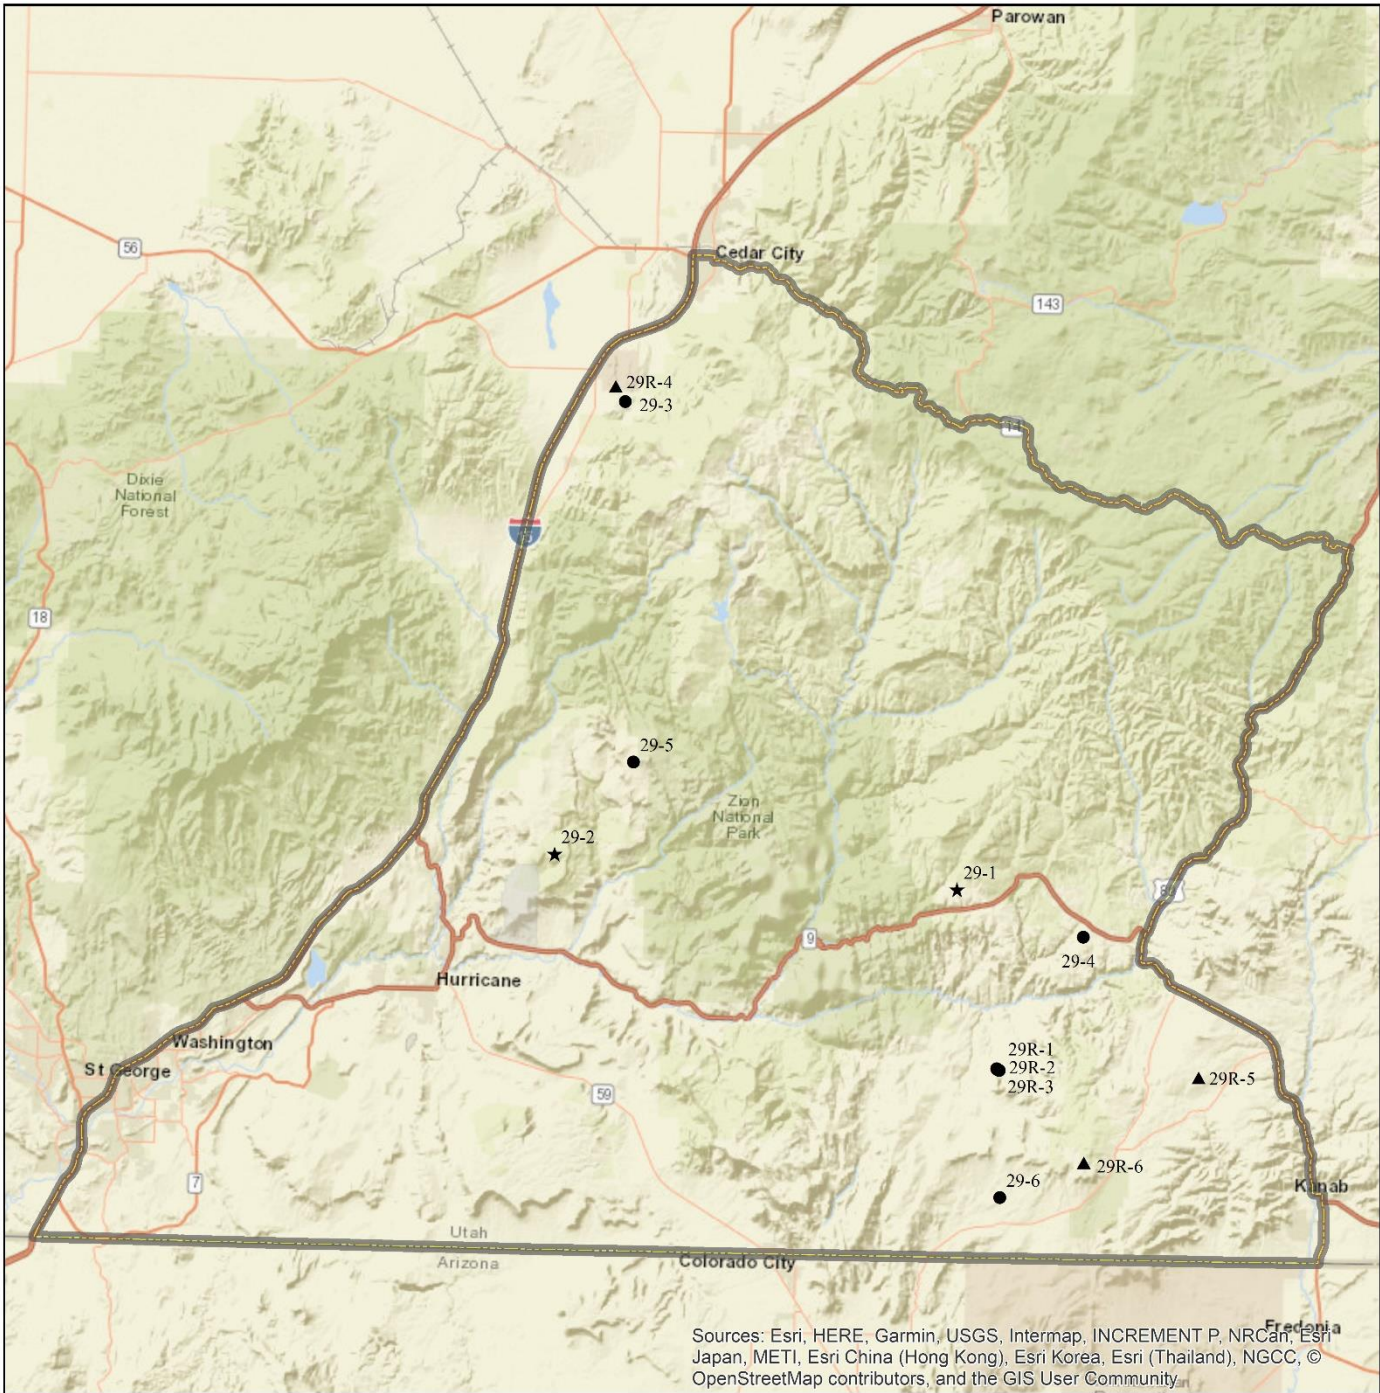 Parowan
56
Cedar City
143
29R-4
29-3
14
Dixie
National
Forest
18
29-5
Zion
National
Park
29-2
29-1
9
29-4
Hurricane
Washington
St George
29R-1
29R-2
29R-3
29R-5
59
29R-6
7
29-6
Kanab
Utah
Arizona
Colorado City
Fredonia
Sources: Esri, HERE, Garmin, USGS, Intermap, INCREMENT P, NRCan, Esri
Japan, METI, Esri China (Hong Kong), Esri Korea, Esri (Thailand), NGCC, ©
OpenStreetMap contributors, and the GIS User Community